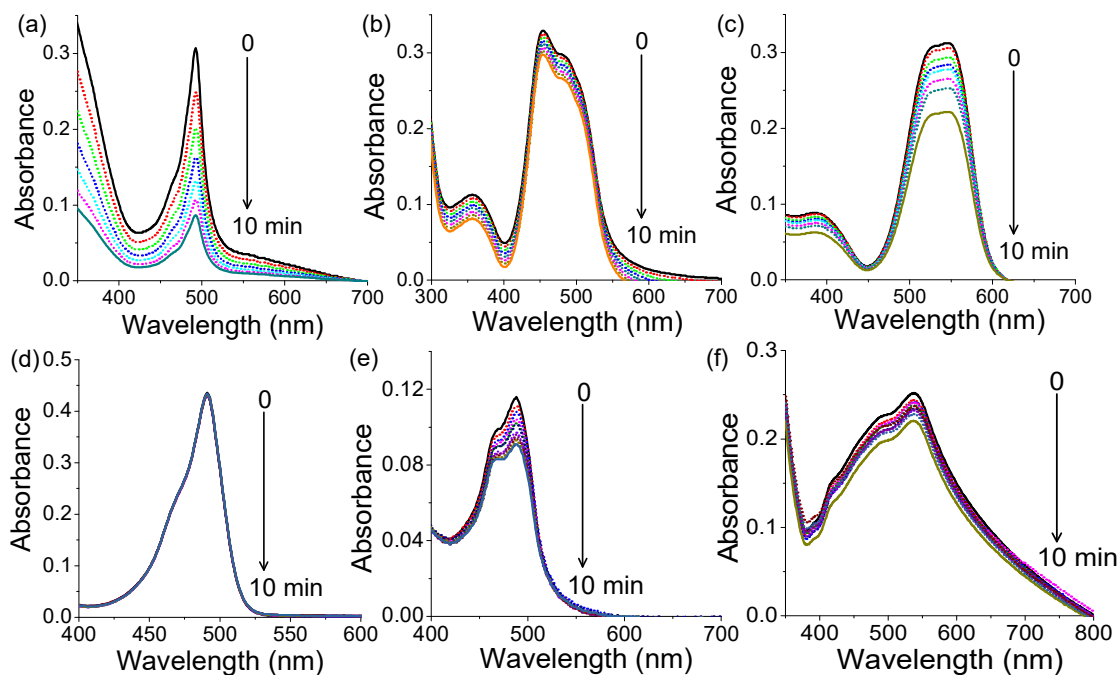 (a)
Absorbance
0.3
0.2
0.1
0.0
0
10 min
400 500 600 700
Wavelength (nm)
(b)
Absorbance
0.3
0.2
0.1
0.0
0
10 min
300 400 500 600 700
Wavelength (nm)
(c)
Absorbance
0.3
0.2
0.1
0.0
0
10 min
400 500 600 700
Wavelength (nm)
(d)
Absorbance
0.5
0.4
0.3
0.2
0.1
0.0
0
10 min
400 450 500 550 600
Wavelength (nm)
(e)
Absorbance
0.12
0.08
0.04
0.00
0
10 min
400 500 600 700
Wavelength (nm)
(f)
Absorbance
0.3
0.2
0.1
0.0
0
10 min
400 500 600 700 800
Wavelength (nm)